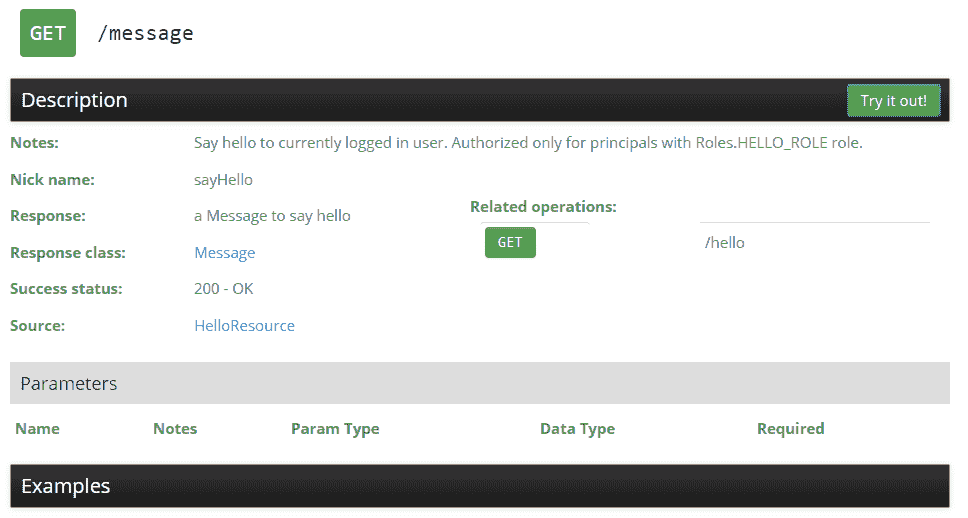 GET /message
Description Try it out!
Notes: Say hello to currently logged in user. Authorized only for principals with Roles.HELLO_ROLE role.
Nick name: sayHello
Response: a Message to say hello
Related operations:
GET /hello
Response class: Message
Success status: 200 - OK
Source: HelloResource
Parameters
Name Notes Param Type Data Type Required
Examples